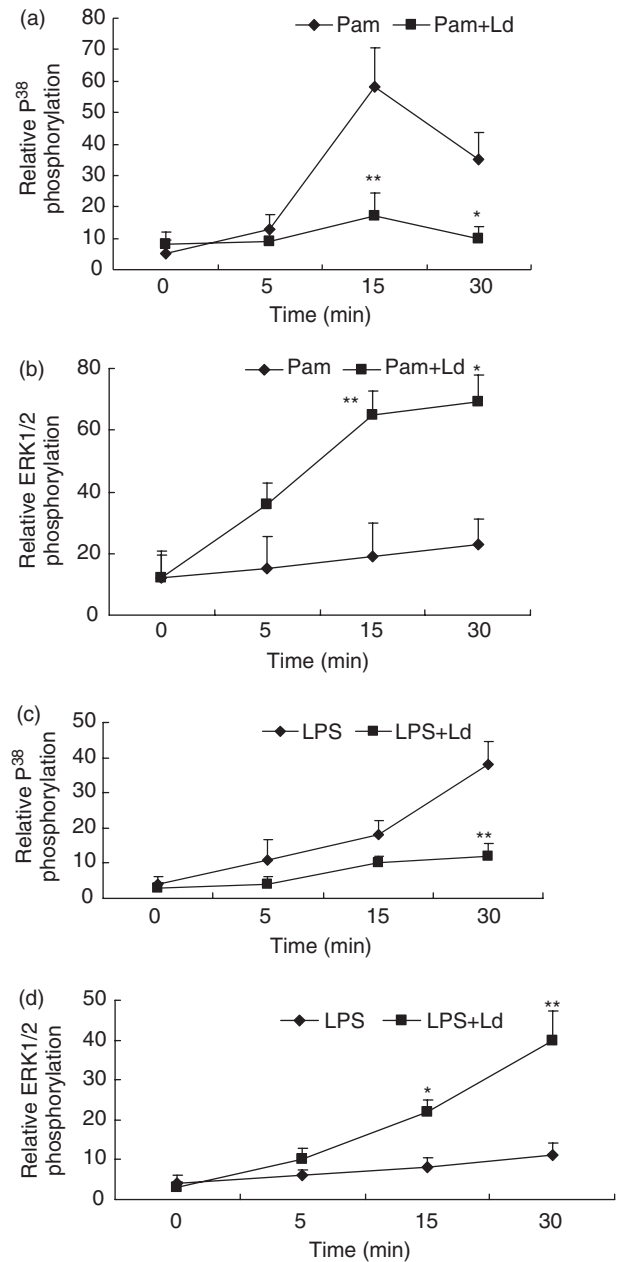 (a)
Pam Pam+Ld
Relative P38
phosphorylation
80
70
60
50
40
30
20
10
0
**
*
0 5 15 30
Time (min)
(b)
Pam Pam+Ld
Relative ERK1/2
phosphorylation
80
60
40
20
0
**
*
0 5 15 30
Time (min)
(c)
LPS LPS+Ld
Relative P38
phosphorylation
50
40
30
20
10
0
**
0 5 15 30
Time (min)
(d)
LPS LPS+Ld
Relative ERK1/2
phosphorylation
50
40
30
20
10
0
*
**
0 5 15 30
Time (min)